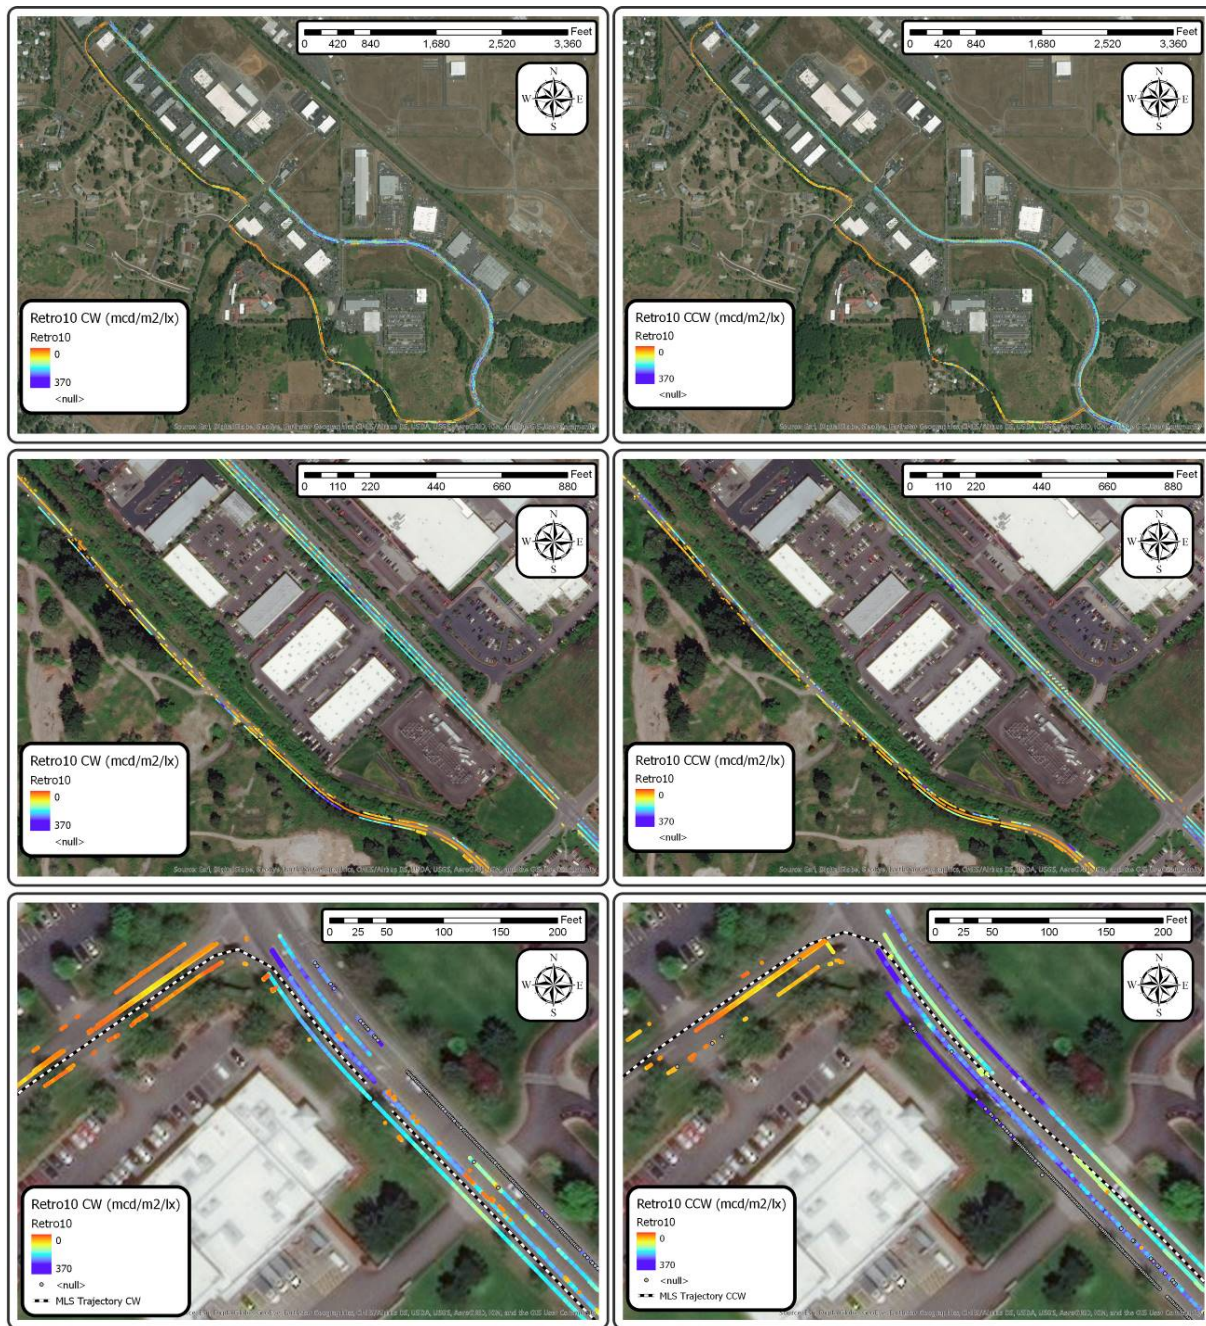 Feet
0 420 840 1,680 2,520 3,360
N
W E
S
Retro10 CW (mcd/m2/lx)
Retro10
0
370
<null>
Feet
0 420 840 1,680 2,520 3,360
N
W E
S
Retro10 CCW (mcd/m2/lx)
Retro10
0
370
<null>
Feet
0 110 220 440 660 880
N
W E
S
Retro10 CW (mcd/m2/lx)
Retro10
0
370
<null>
Feet
0 110 220 440 660 880
N
W E
S
Retro10 CCW (mcd/m2/lx)
Retro10
0
370
<null>
Feet
0 25 50 100 150 200
N
W E
S
Retro10 CW (mcd/m2/lx)
Retro10
0
370
<null>
MLS Trajectory CW
Feet
0 25 50 100 150 200
N
W E
S
Retro10 CCW (mcd/m2/lx)
Retro10
0
370
<null>
MLS Trajectory CCW